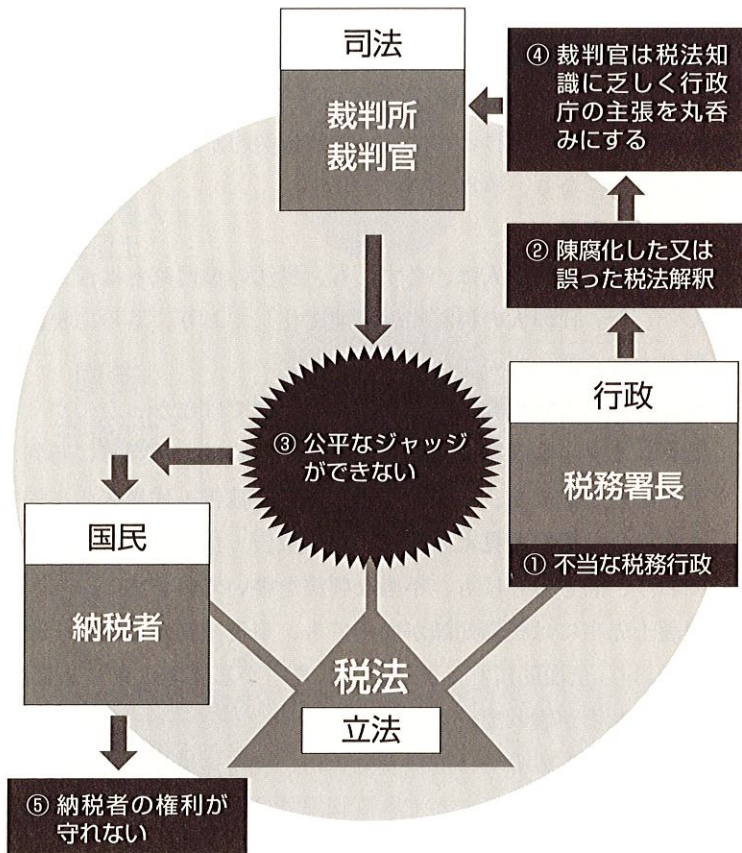 司法
裁判所
裁判官
④ 裁判官は税法知
識に乏しく行政
庁の主張を丸呑
みにする
② 陳腐化した又は
誤った税法解釈
行政
税務署長
① 不当な税務行政
③ 公平なジャッジ
ができない
国民
納税者
税法
立法
⑤ 納税者の権利が
守れない